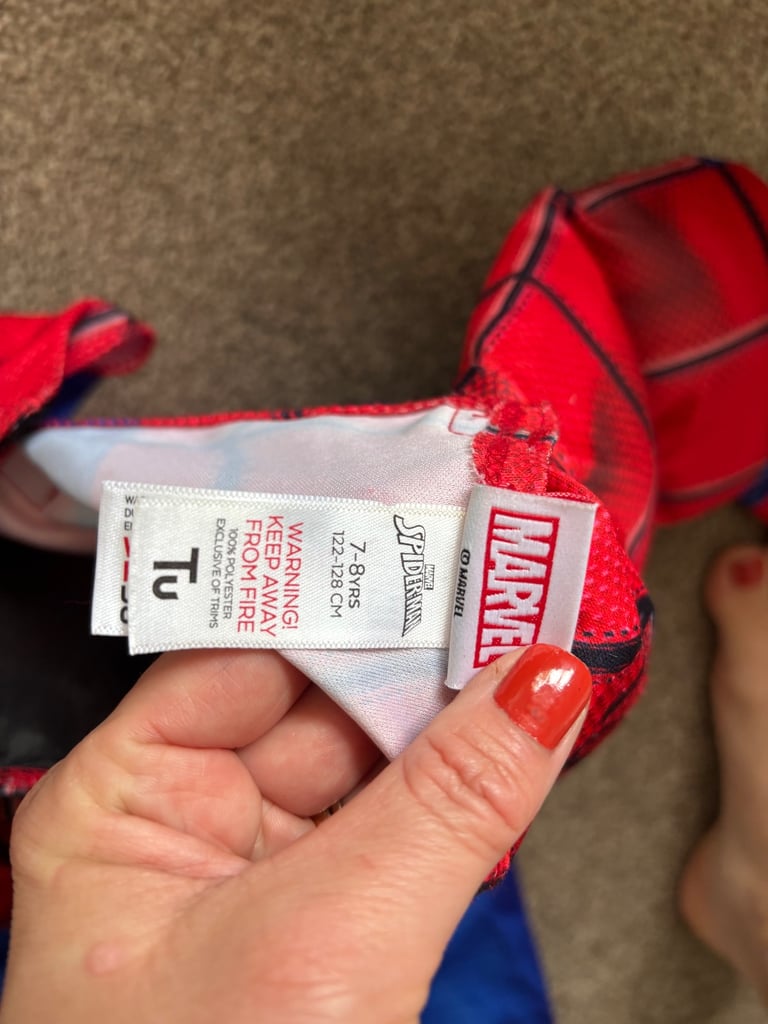 MARVEL
© MARVEL
MARVEL
SPIDER-MAN
7-8YRS
122-128 CM
WARNING!
KEEP AWAY
FROM FIRE
100% POLYESTER
EXCLUSIVE OF TRIMS
Tu